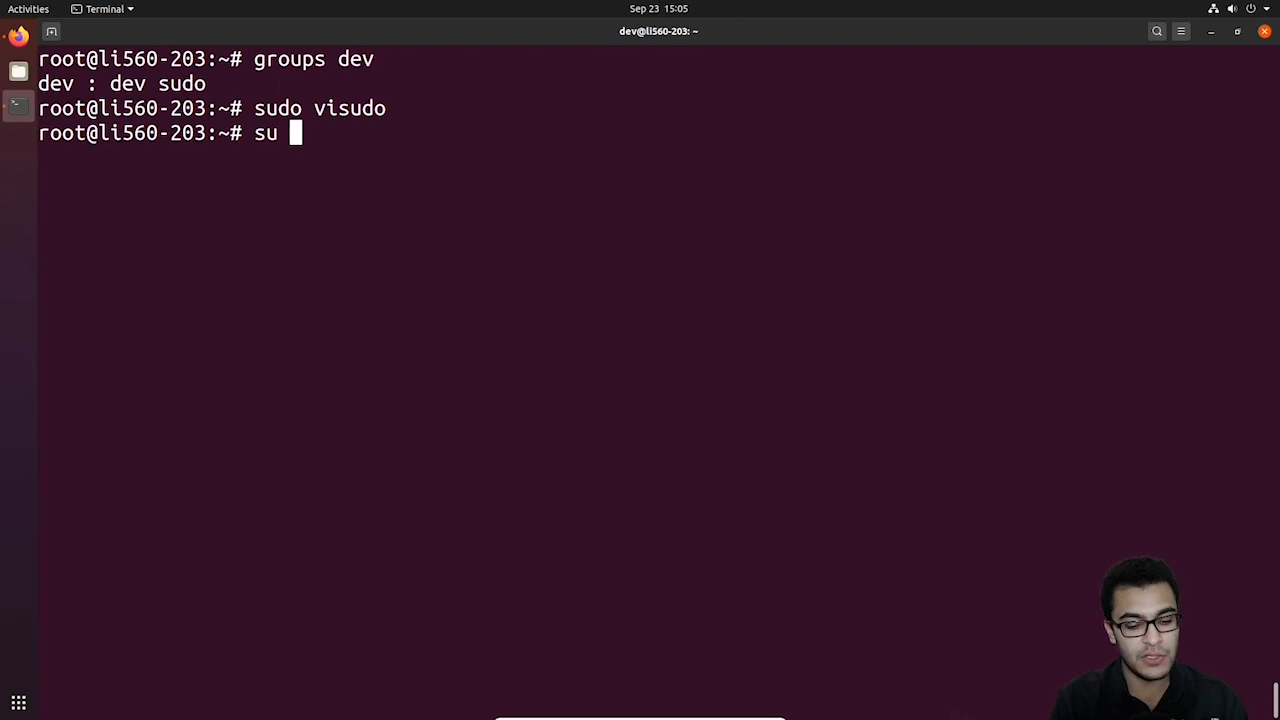 Activities
Terminal
Sep 23 15:05
dev@li560-203: ~
root@li560-203:~# groups dev
dev : dev sudo
root@li560-203:~# sudo visudo
root@li560-203:~# su